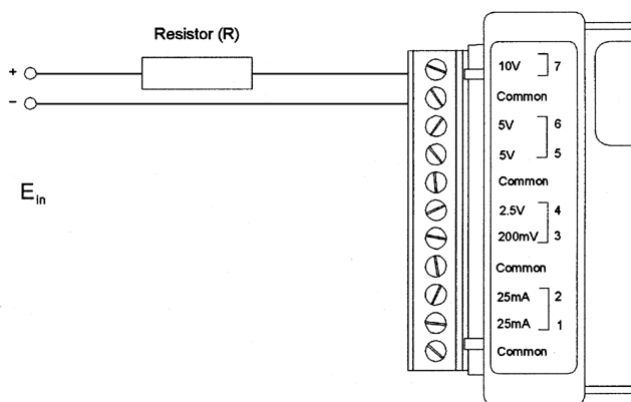 Resistor (R)
+
-
E in
10V 7
Common
5V 6
5V 5
Common
2.5V 4
200mV 3
Common
25mA 2
25mA 1
Common